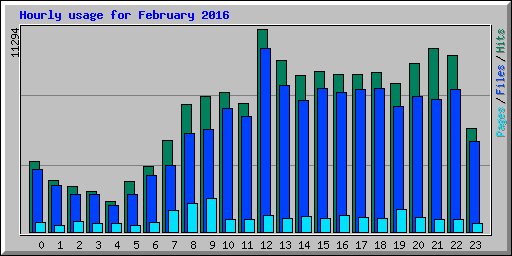 Hourly usage for February 2016
11294
Pages/Files/Hits
0 1 2 3 4 5 6 7 8 9 10 11 12 13 14 15 16 17 18 19 20 21 22 23